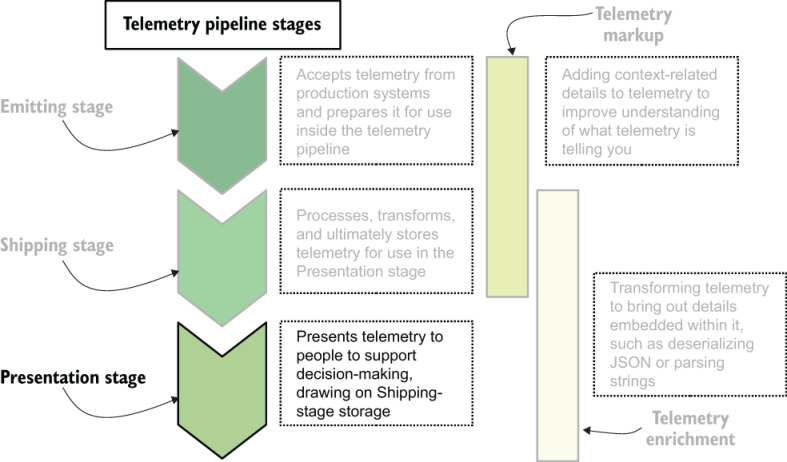 Telemetry pipeline stages
Telemetry
markup
Emitting stage
Accepts telemetry from
production systems
and prepares it for use
inside the telemetry
pipeline
Adding context-related
details to telemetry to
improve understanding
of what telemetry is
telling you
Shipping stage
Processes, transforms,
and ultimately stores
telemetry for use in the
Presentation stage
Transforming telemetry
to bring out details
embedded within it,
such as deserializing
JSON or parsing
strings
Presentation stage
Presents telemetry to
people to support
decision-making,
drawing on Shipping-
stage storage
Telemetry
enrichment